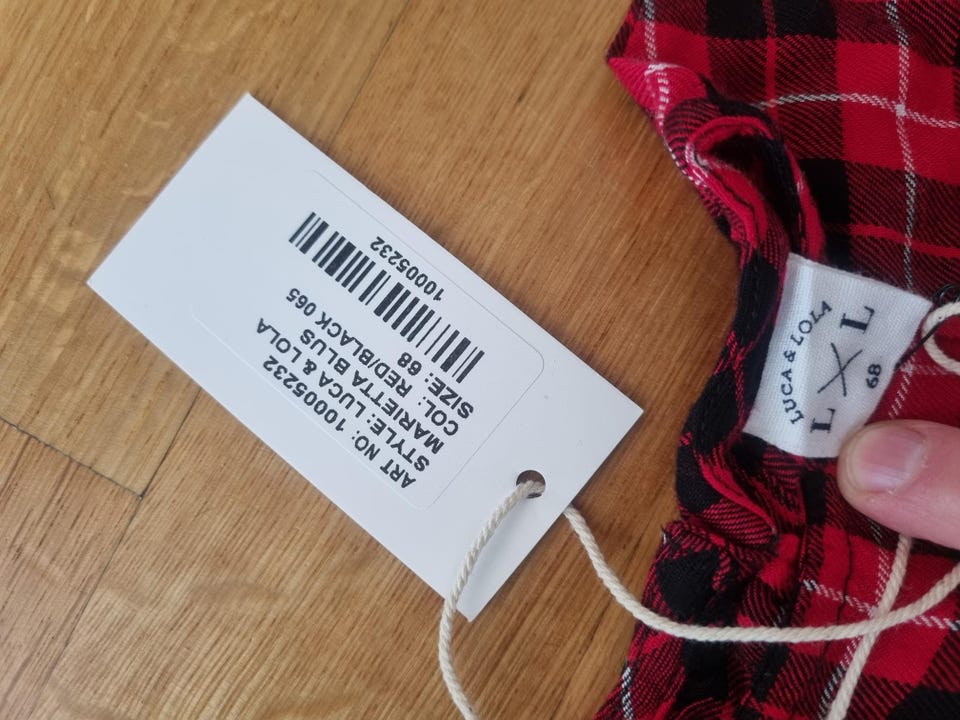 ART NO: 10005232
STYLE: LUCA & LOLA
MARIETTA BLUS
COL: RED/BLACK 065
SIZE: 68
10005232
LUCA & LOLA
L X L
68